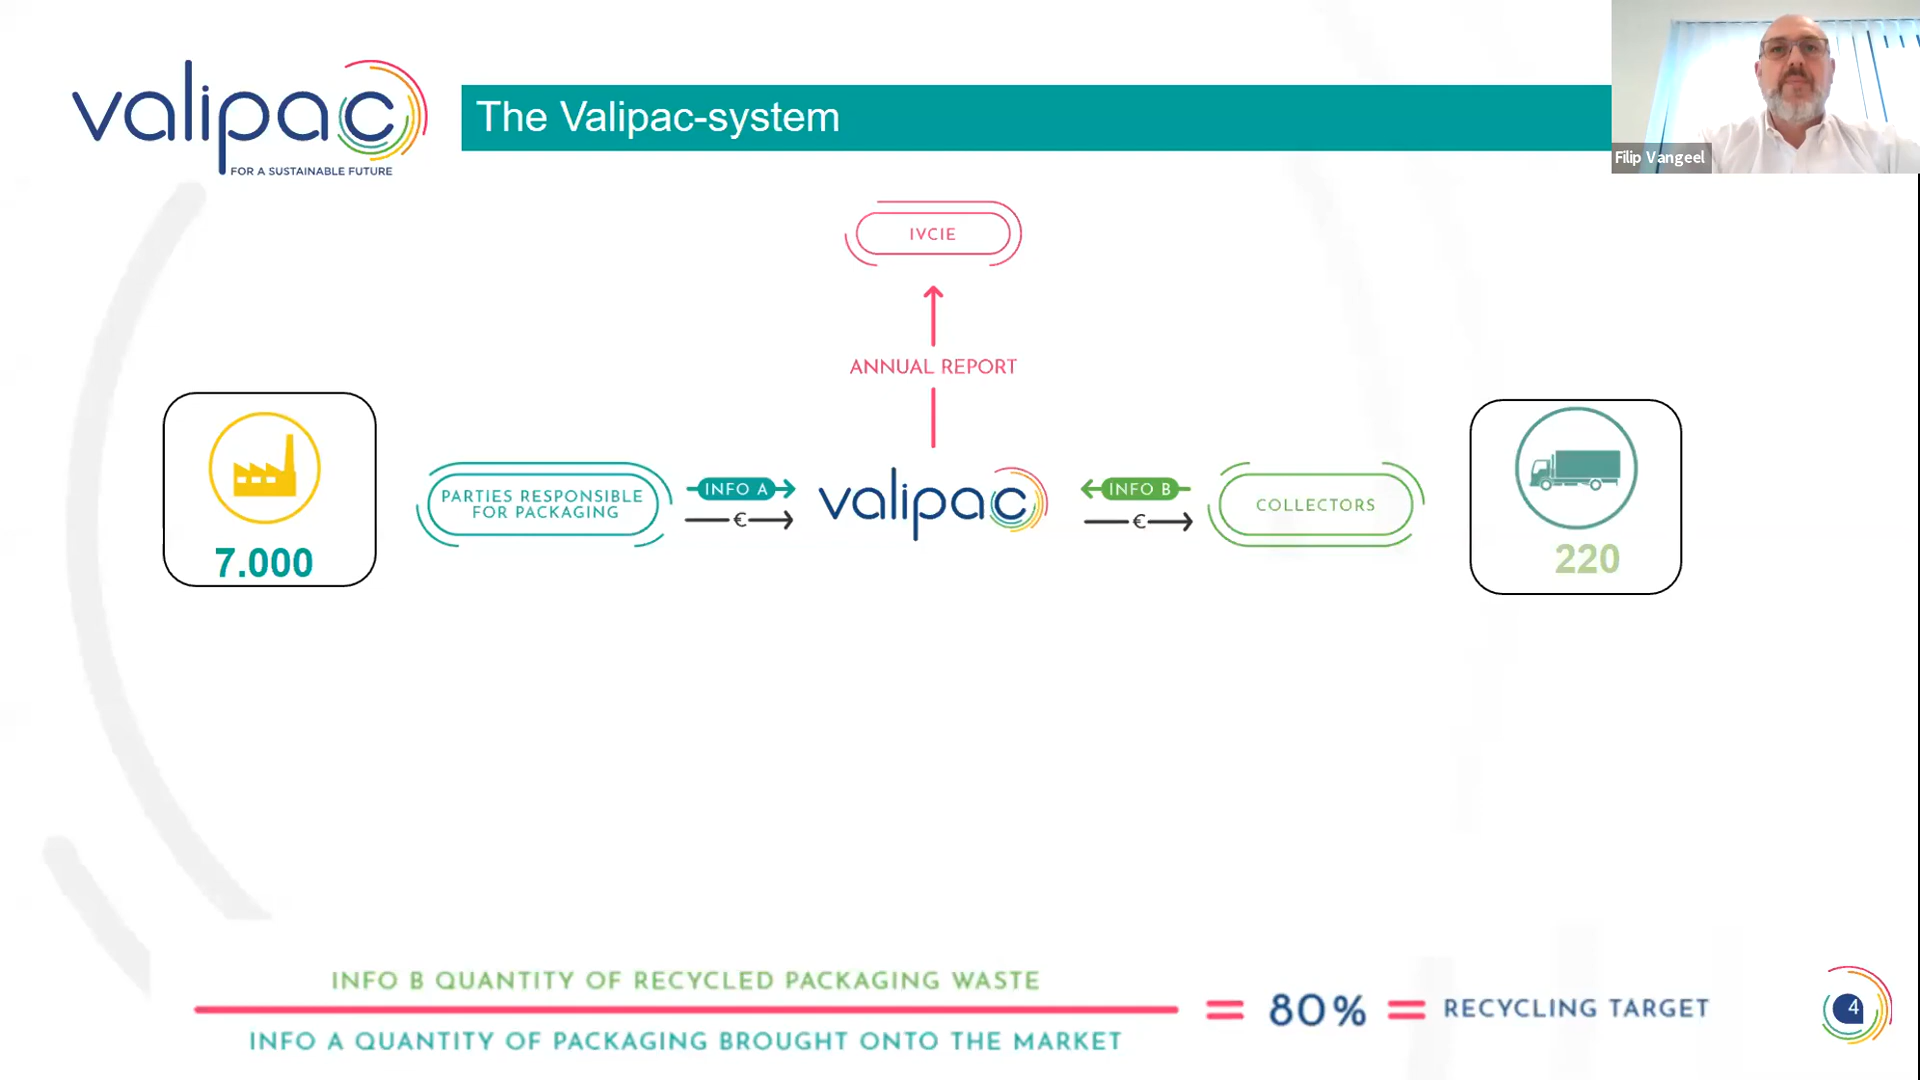 valipac
FOR A SUSTAINABLE FUTURE
The Valipac-system
Filip Vangeel
IVCIE
ANNUAL REPORT
7.000
PARTIES RESPONSIBLE
FOR PACKAGING
INFO A
€
valipac
INFO B
€
COLLECTORS
220
INFO B QUANTITY OF RECYCLED PACKAGING WASTE
INFO A QUANTITY OF PACKAGING BROUGHT ONTO THE MARKET
= 80% = RECYCLING TARGET
4